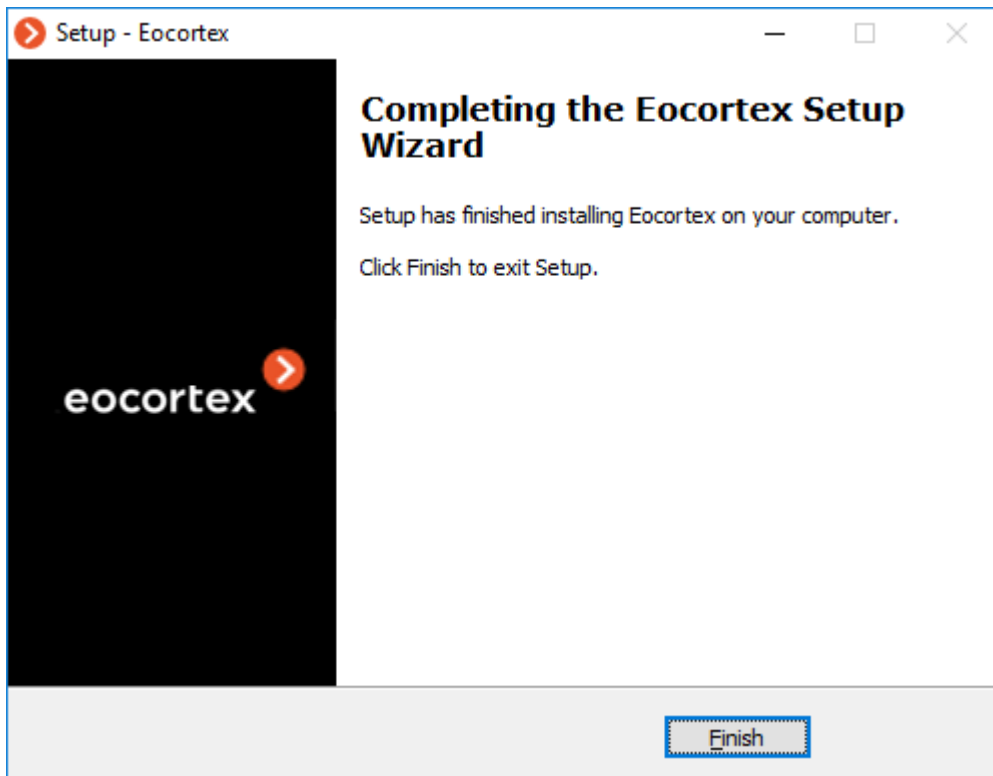 Setup - Eocortex
Completing the Eocortex Setup
Wizard
Setup has finished installing Eocortex on your computer.
Click Finish to exit Setup.
eocortex
Finish